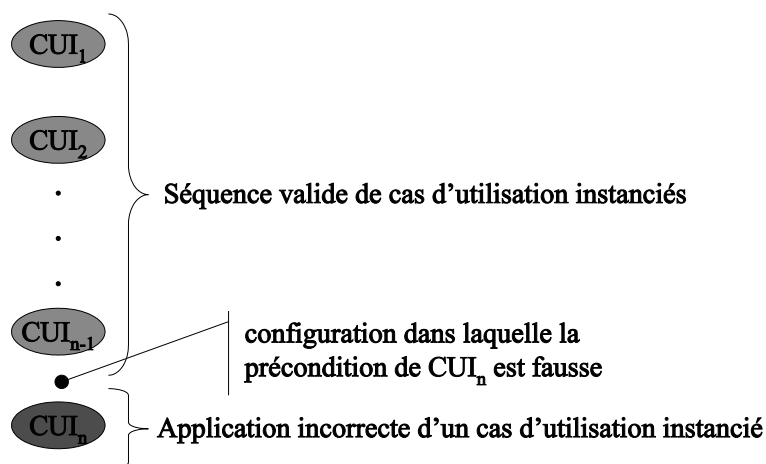 CUI₁
CUI₂
Séquence valide de cas d’utilisation instanciés
CUIₙ₋₁
configuration dans laquelle la
précondition de CUIₙ est fausse
CUIₙ
Application incorrecte d’un cas d’utilisation instancié